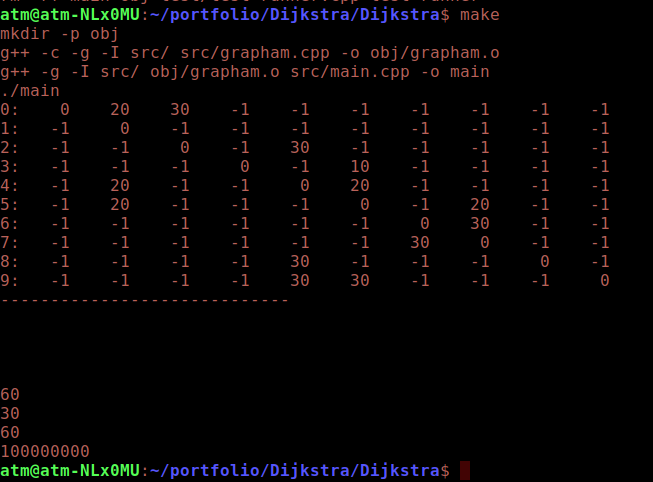 atm@atm-NLx0MU:~/portfolio/Dijkstra/Dijkstra$ make
mkdir -p obj
g++ -c -g -I src/ src/grapham.cpp -o obj/grapham.o
g++ -g -I src/ obj/grapham.o src/main.cpp -o main
./main
0:    0    20    30    -1    -1    -1    -1    -1    -1    -1
1:   -1     0    -1    -1    -1    -1    -1    -1    -1    -1
2:   -1    -1     0    -1    30    -1    -1    -1    -1    -1
3:   -1    -1    -1     0    -1    10    -1    -1    -1    -1
4:   -1    20    -1    -1     0    20    -1    -1    -1    -1
5:   -1    20    -1    -1    -1     0    -1    20    -1    -1
6:   -1    -1    -1    -1    -1    -1     0    30    -1    -1
7:   -1    -1    -1    -1    -1    -1    30     0    -1    -1
8:   -1    -1    -1    -1    30    -1    -1    -1     0    -1
9:   -1    -1    -1    -1    30    30    -1    -1    -1     0
-----------------------------
60
30
60
100000000
atm@atm-NLx0MU:~/portfolio/Dijkstra/Dijkstra$